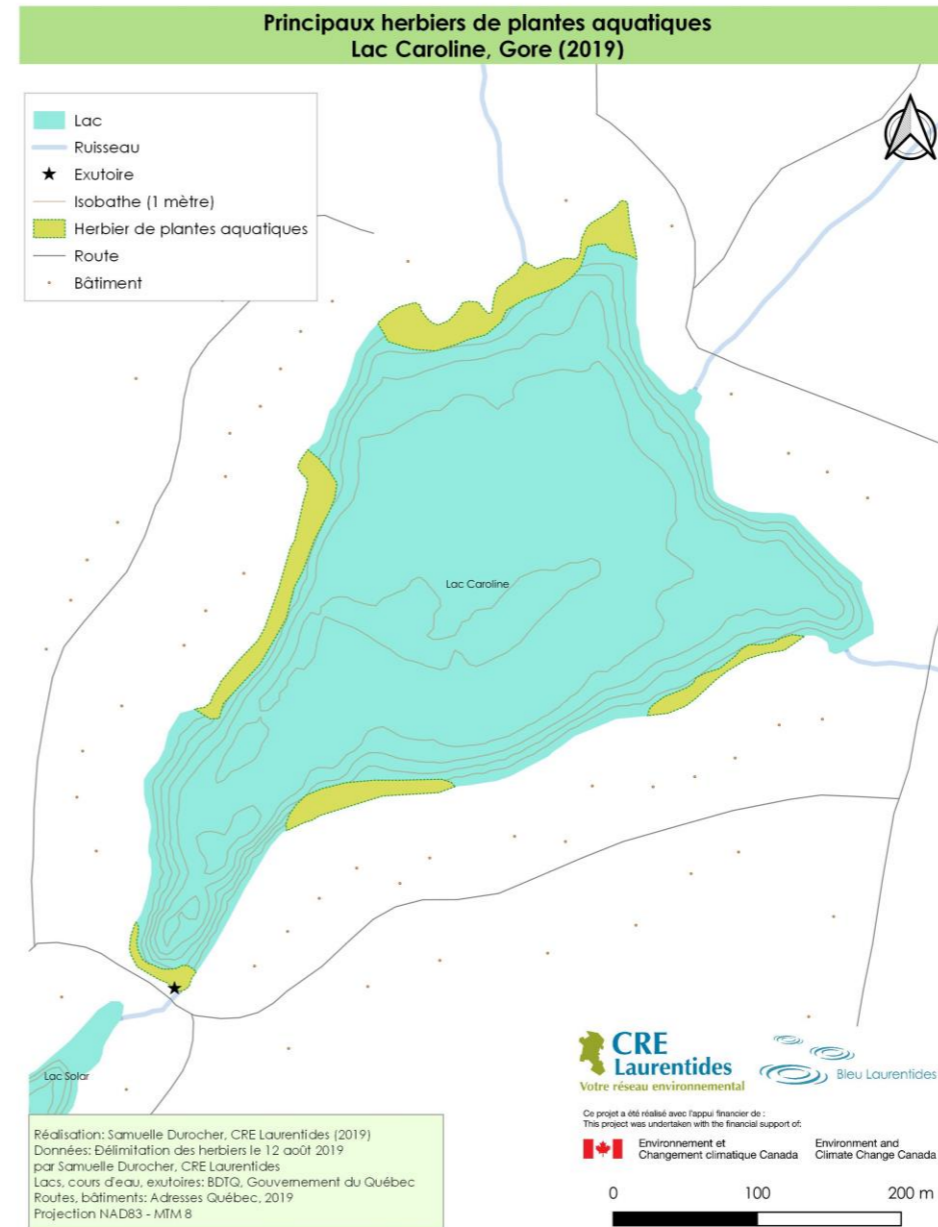 Principaux herbiers de plantes aquatiques
Lac Caroline, Gore (2019)
Lac
Ruisseau
Exutoire
Isobathe (1 mètre)
Herbier de plantes aquatiques
Route
Bâtiment
Lac Caroline
Lac Solar
CRE
Laurentides
Votre réseau environnemental
Bleu Laurentides
Ce projet a été réalisé avec l'appui financier de :
This project was undertaken with the financial support of:
Environnement et
Changement climatique Canada
Environment and
Climate Change Canada
Réalisation: Samuelle Durocher, CRE Laurentides (2019)
Données: Délimitation des herbiers le 12 août 2019
par Samuelle Durocher, CRE Laurentides
Lacs, cours d'eau, exutoires: BDTQ, Gouvernement du Québec
Routes, bâtiments: Adresses Québec, 2019
Projection NAD83 - MTM 8
0 100 200 m